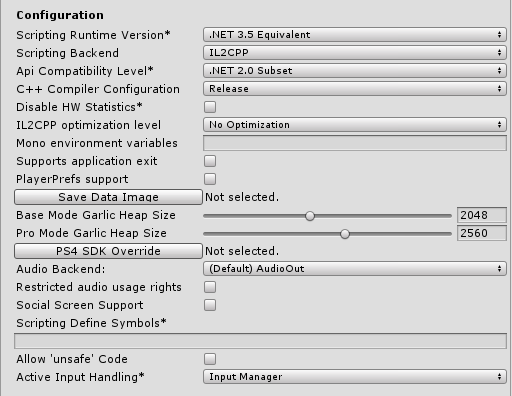 Configuration
Scripting Runtime Version* .NET 3.5 Equivalent
Scripting Backend IL2CPP
Api Compatibility Level* .NET 2.0 Subset
C++ Compiler Configuration Release
Disable HW Statistics*
IL2CPP optimization level No Optimization
Mono environment variables
Supports application exit
PlayerPrefs support
Save Data Image Not selected.
Base Mode Garlic Heap Size 2048
Pro Mode Garlic Heap Size 2560
PS4 SDK Override Not selected.
Audio Backend: (Default) AudioOut
Restricted audio usage rights
Social Screen Support
Scripting Define Symbols*
Allow 'unsafe' Code
Active Input Handling* Input Manager